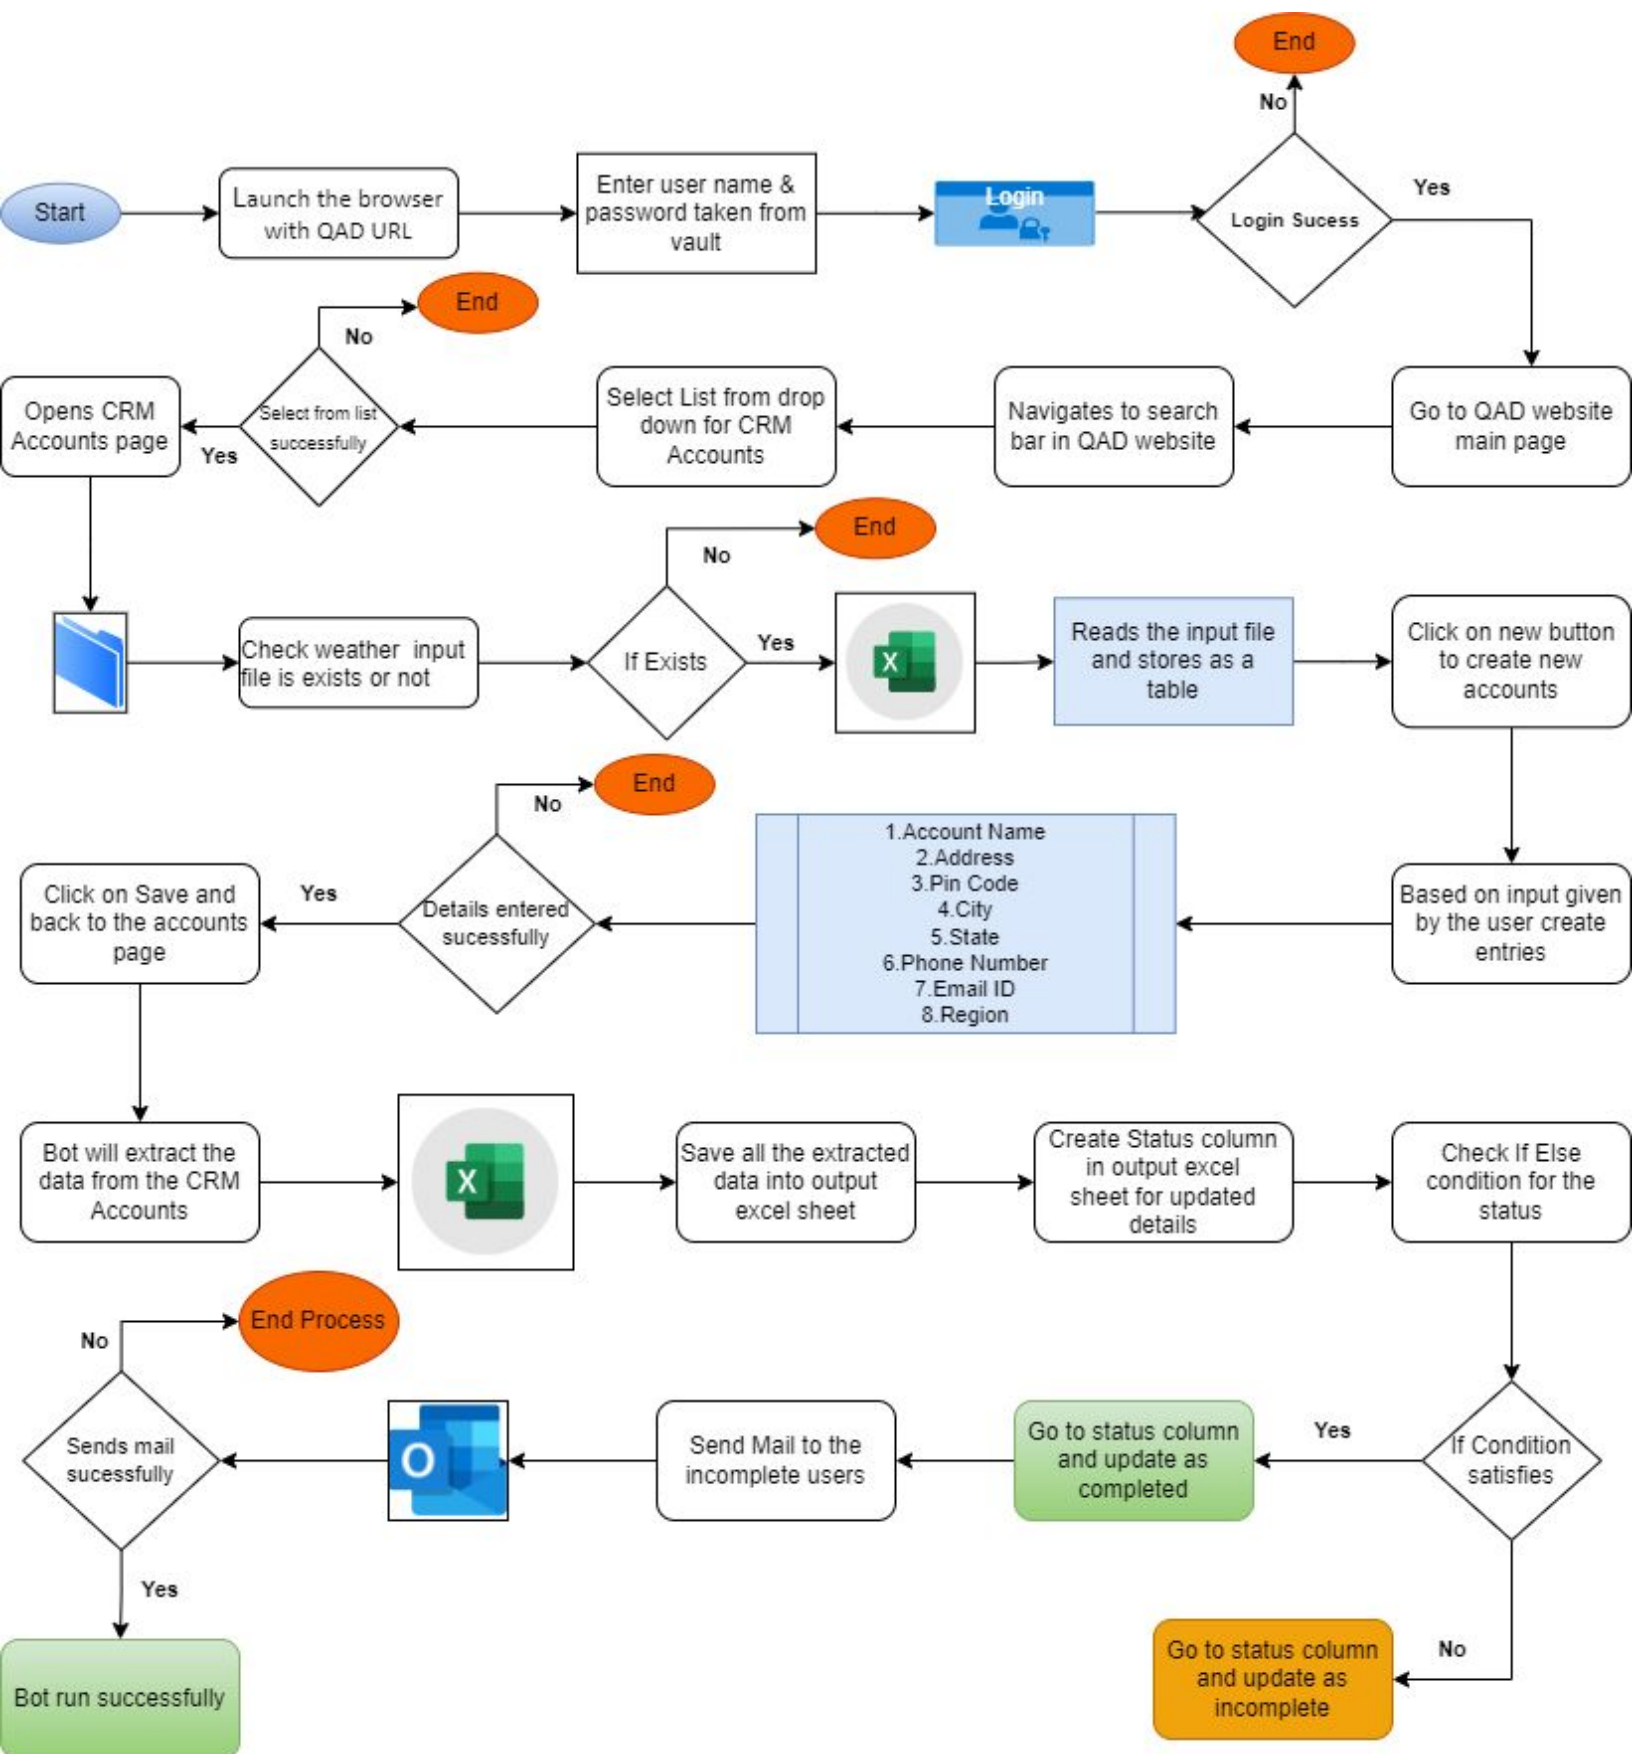 End
No
Start
Launch the browser
with QAD URL
Enter user name &
password taken from
vault
Login
Login Sucess
Yes
End
No
Opens CRM
Accounts page
Yes
Select from list
successfully
Select List from drop
down for CRM
Accounts
Navigates to search
bar in QAD website
Go to QAD website
main page
End
No
Check weather input
file is exists or not
If Exists
Yes
X
Reads the input file
and stores as a
table
Click on new button
to create new
accounts
End
No
Click on Save and
back to the accounts
page
Yes
Details entered
sucessfully
1.Account Name
2.Address
3.Pin Code
4.City
5.State
6.Phone Number
7.Email ID
8.Region
Based on input given
by the user create
entries
Bot will extract the
data from the CRM
Accounts
X
Save all the extracted
data into output
excel sheet
Create Status column
in output excel
sheet for updated
details
Check If Else
condition for the
status
End Process
No
Sends mail
sucessfully
O
Send Mail to the
incomplete users
Go to status column
and update as
completed
Yes
If Condition
satisfies
Yes
Bot run successfully
Go to status column
and update as
incomplete
No